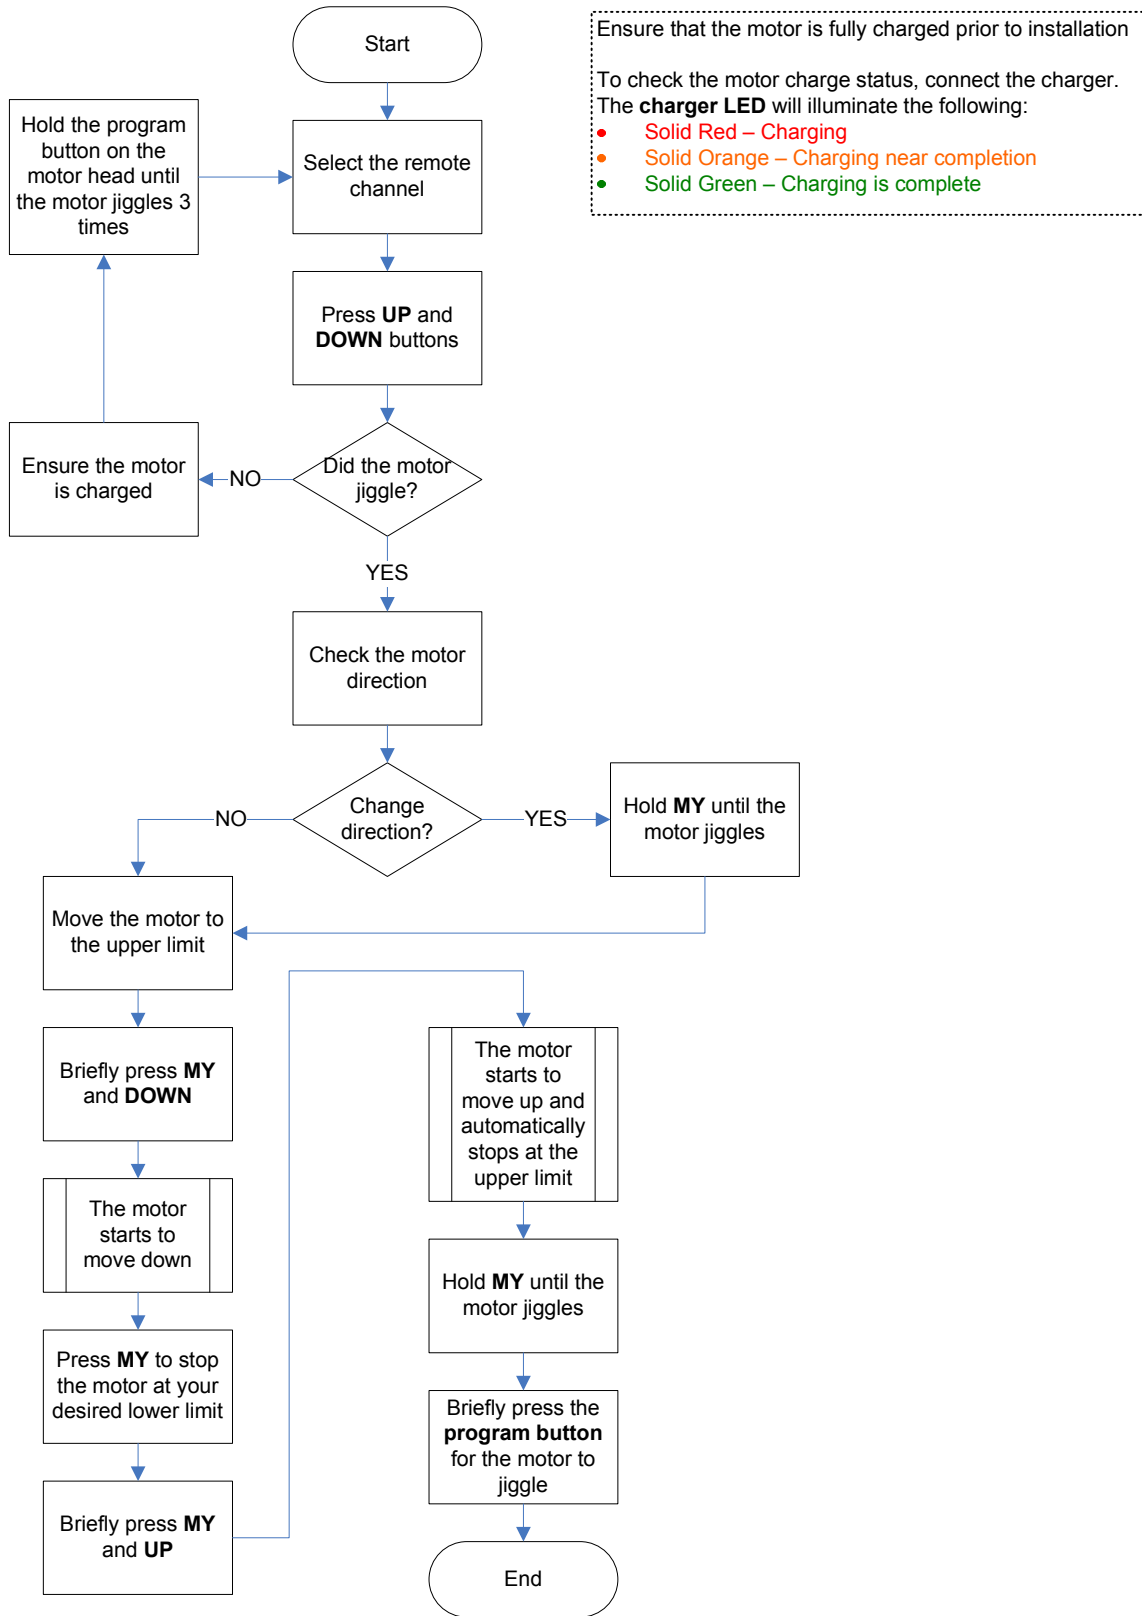 Start
Ensure that the motor is fully charged prior to installation
To check the motor charge status, connect the charger.
The charger LED will illuminate the following:
• Solid Red – Charging
• Solid Orange – Charging near completion
• Solid Green – Charging is complete
Hold the program
button on the
motor head until
the motor jiggles 3
times
Select the remote
channel
Press UP and
DOWN buttons
Did the motor
jiggle?
NO
Ensure the motor
is charged
YES
Check the motor
direction
Change
direction?
NO
YES
Hold MY until the
motor jiggles
Move the motor to
the upper limit
Briefly press MY
and DOWN
The motor
starts to
move down
Press MY to stop
the motor at your
desired lower limit
Briefly press MY
and UP
The motor
starts to
move up and
automatically
stops at the
upper limit
Hold MY until the
motor jiggles
Briefly press the
program button
for the motor to
jiggle
End